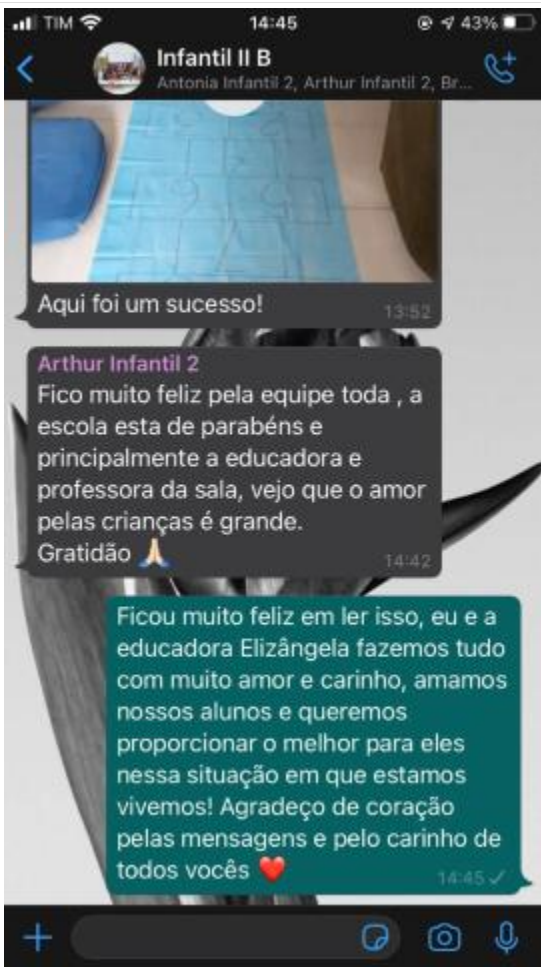 TIM 14:45 43%
Infantil II B
Antonia Infantil 2, Arthur Infantil 2, Br...
Aqui foi um sucesso!
13:52
Arthur Infantil 2
Fico muito feliz pela equipe toda , a
escola esta de parabéns e
principalmente a educadora e
professora da sala, vejo que o amor
pelas crianças é grande.
Gratidão 🙏🏻
14:42
Ficou muito feliz em ler isso, eu e a
educadora Elizângela fazemos tudo
com muito amor e carinho, amamos
nossos alunos e queremos
proporcionar o melhor para eles
nessa situação em que estamos
vivemos! Agradeço de coração
pelas mensagens e pelo carinho de
todos vocês ❤️
14:45 ✓